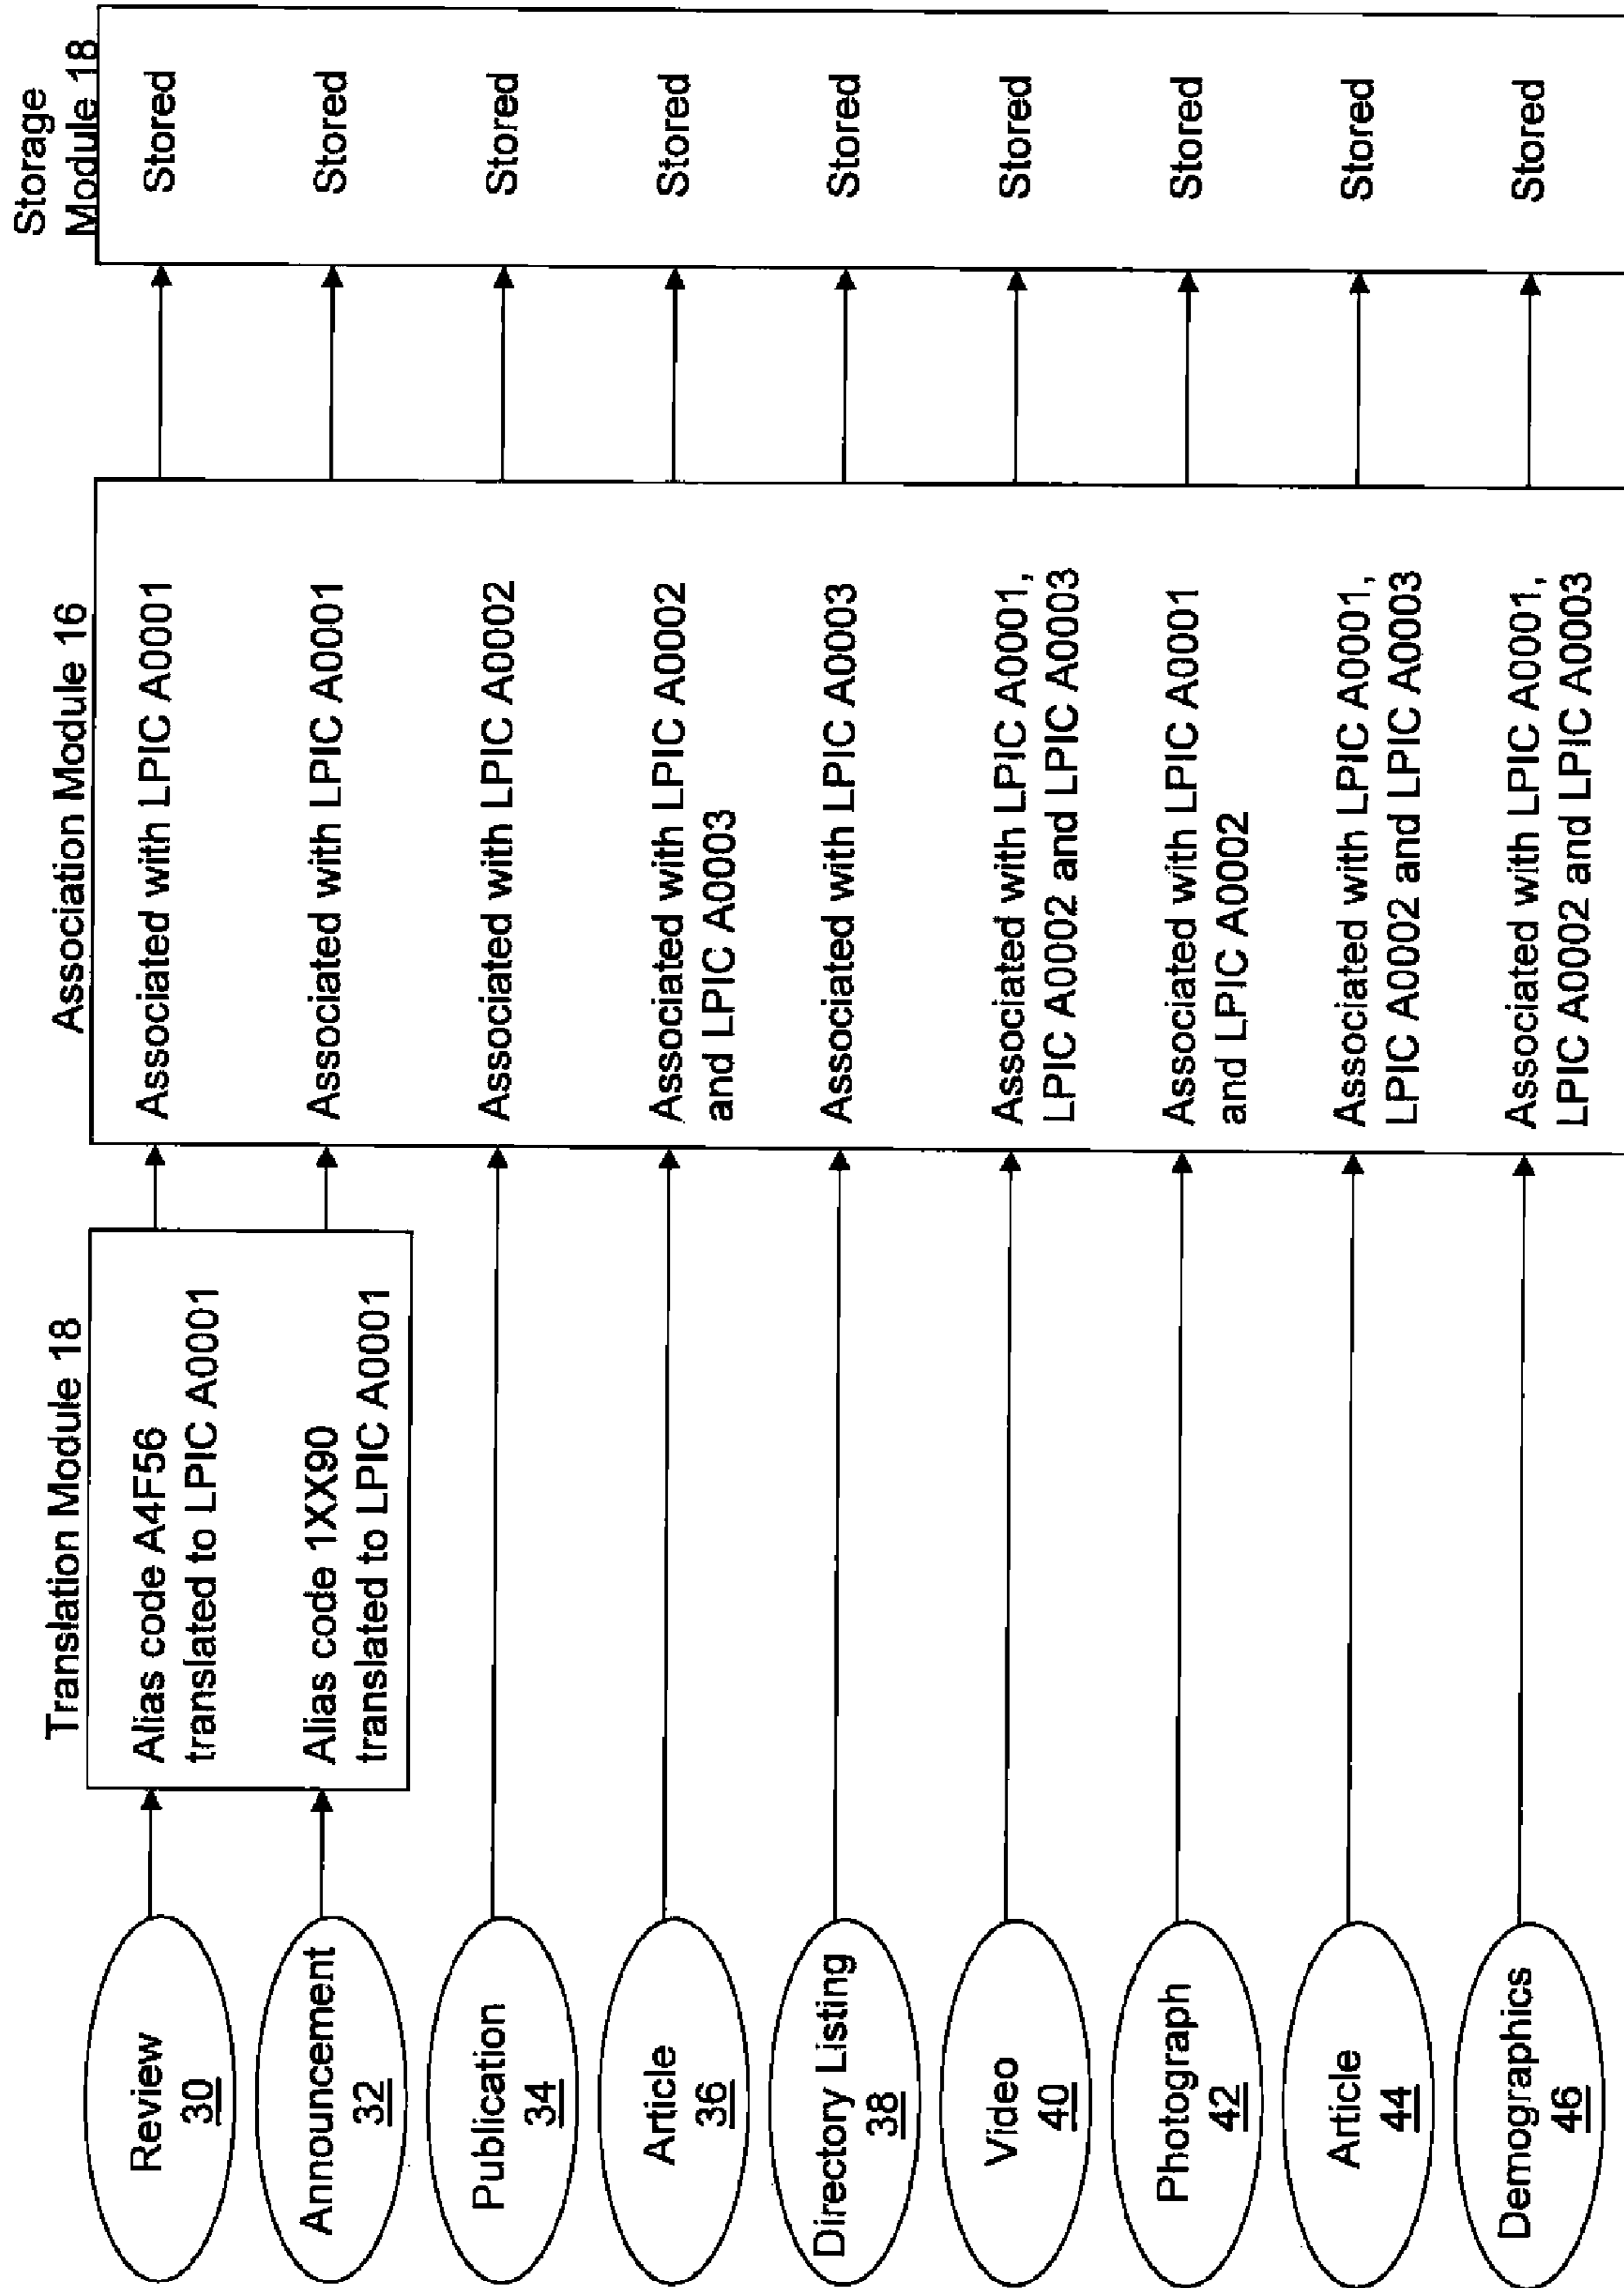 Translation Module 18
Association Module 16
Storage
Module 18
Review
30
Alias code A4F56
translated to LPIC A0001
Associated with LPIC A0001
Stored
Announcement
32
Alias code 1XX90
translated to LPIC A0001
Associated with LPIC A0001
Stored
Publication
34
Associated with LPIC A0002
Stored
Article
36
Associated with LPIC A0002
and LPIC A0003
Stored
Directory Listing
38
Associated with LPIC A0003
Stored
Video
40
Associated with LPIC A0001,
LPIC A0002 and LPIC A0003
Stored
Photograph
42
Associated with LPIC A0001
and LPIC A0002
Stored
Article
44
Associated with LPIC A0001,
LPIC A0002 and LPIC A0003
Stored
Demographics
46
Associated with LPIC A0001,
LPIC A0002 and LPIC A0003
Stored